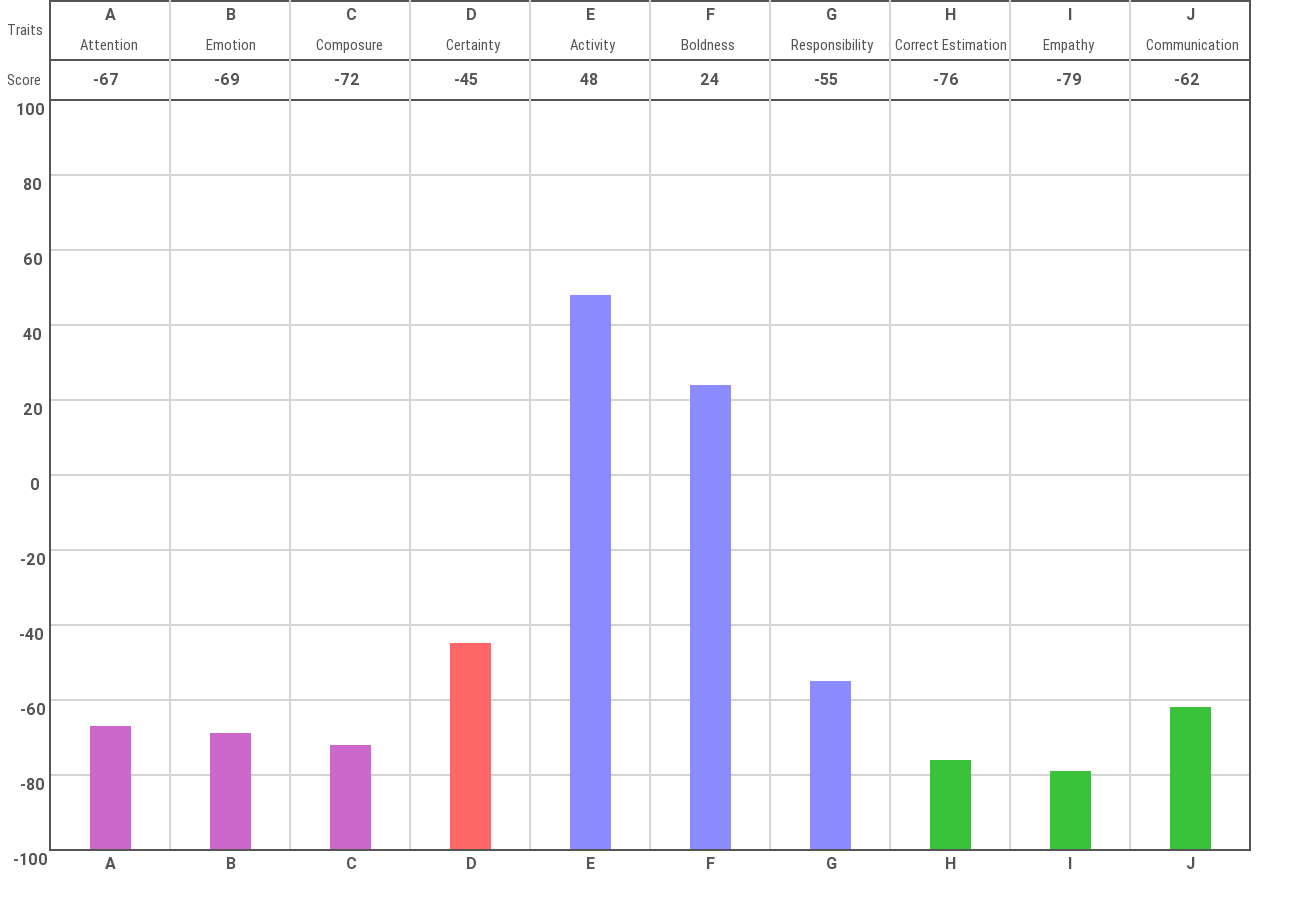 Traits A B C D E F G H I J
Attention Emotion Composure Certainty Activity Boldness Responsibility Correct Estimation Empathy Communication
Score -67 -69 -72 -45 48 24 -55 -76 -79 -62
100
80
60
40
20
0
-20
-40
-60
-80
-100
A B C D E F G H I J